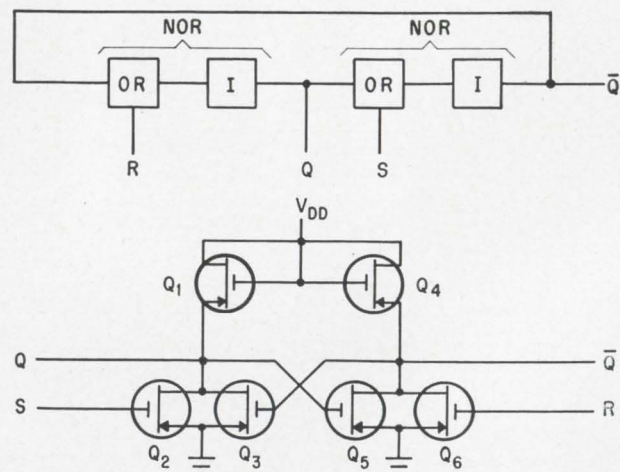 NOR NOR
OR I OR I Q̅
R Q S
V_DD
Q₁ Q₄
Q Q̅
S R
Q₂ Q₃ Q₅ Q₆